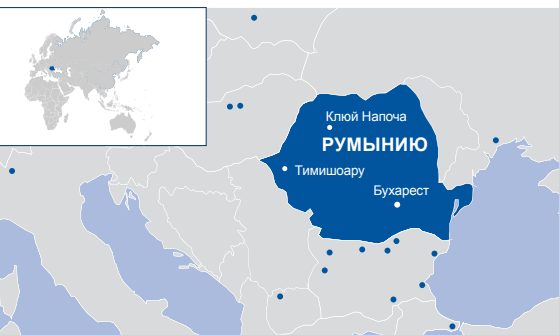 Клюй Напоча
РУМЫНИЮ
Тимишоару
Бухарест